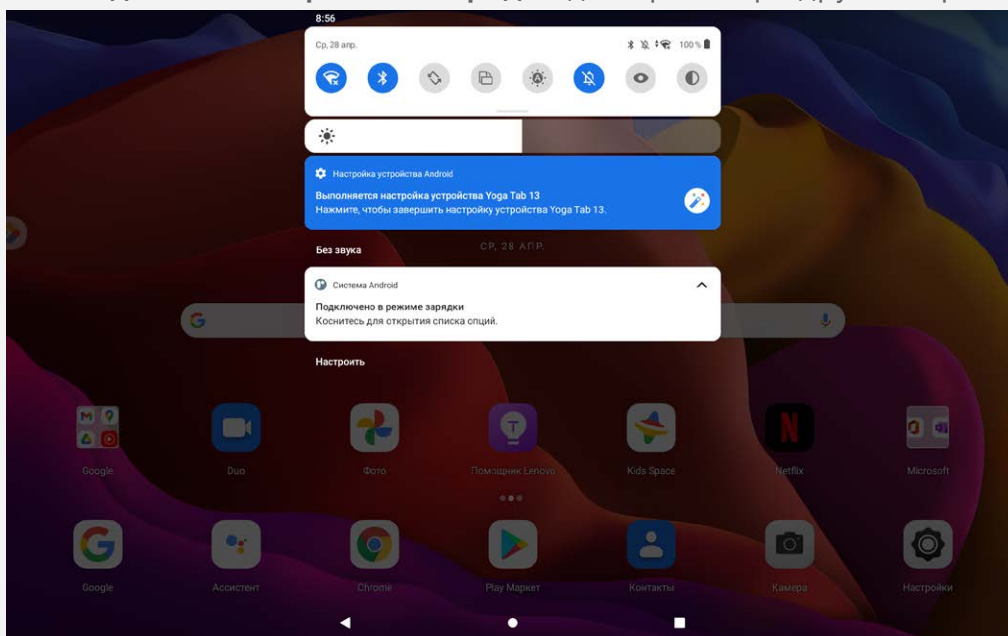 8:56
Ср, 28 апр.
100 %
Настройка устройства Android
Выполняется настройка устройства Yoga Tab 13
Нажмите, чтобы завершить настройку устройства Yoga Tab 13.
Без звука
СР, 28 АПР.
Система Android
Подключено в режиме зарядки
Коснитесь для открытия списка опций.
Настроить
Google
Duo
Фото
Помощник Lenovo
Kids Space
Netflix
Microsoft
Google
Ассистент
Chrome
Play Маркет
Контакты
Камера
Настройки